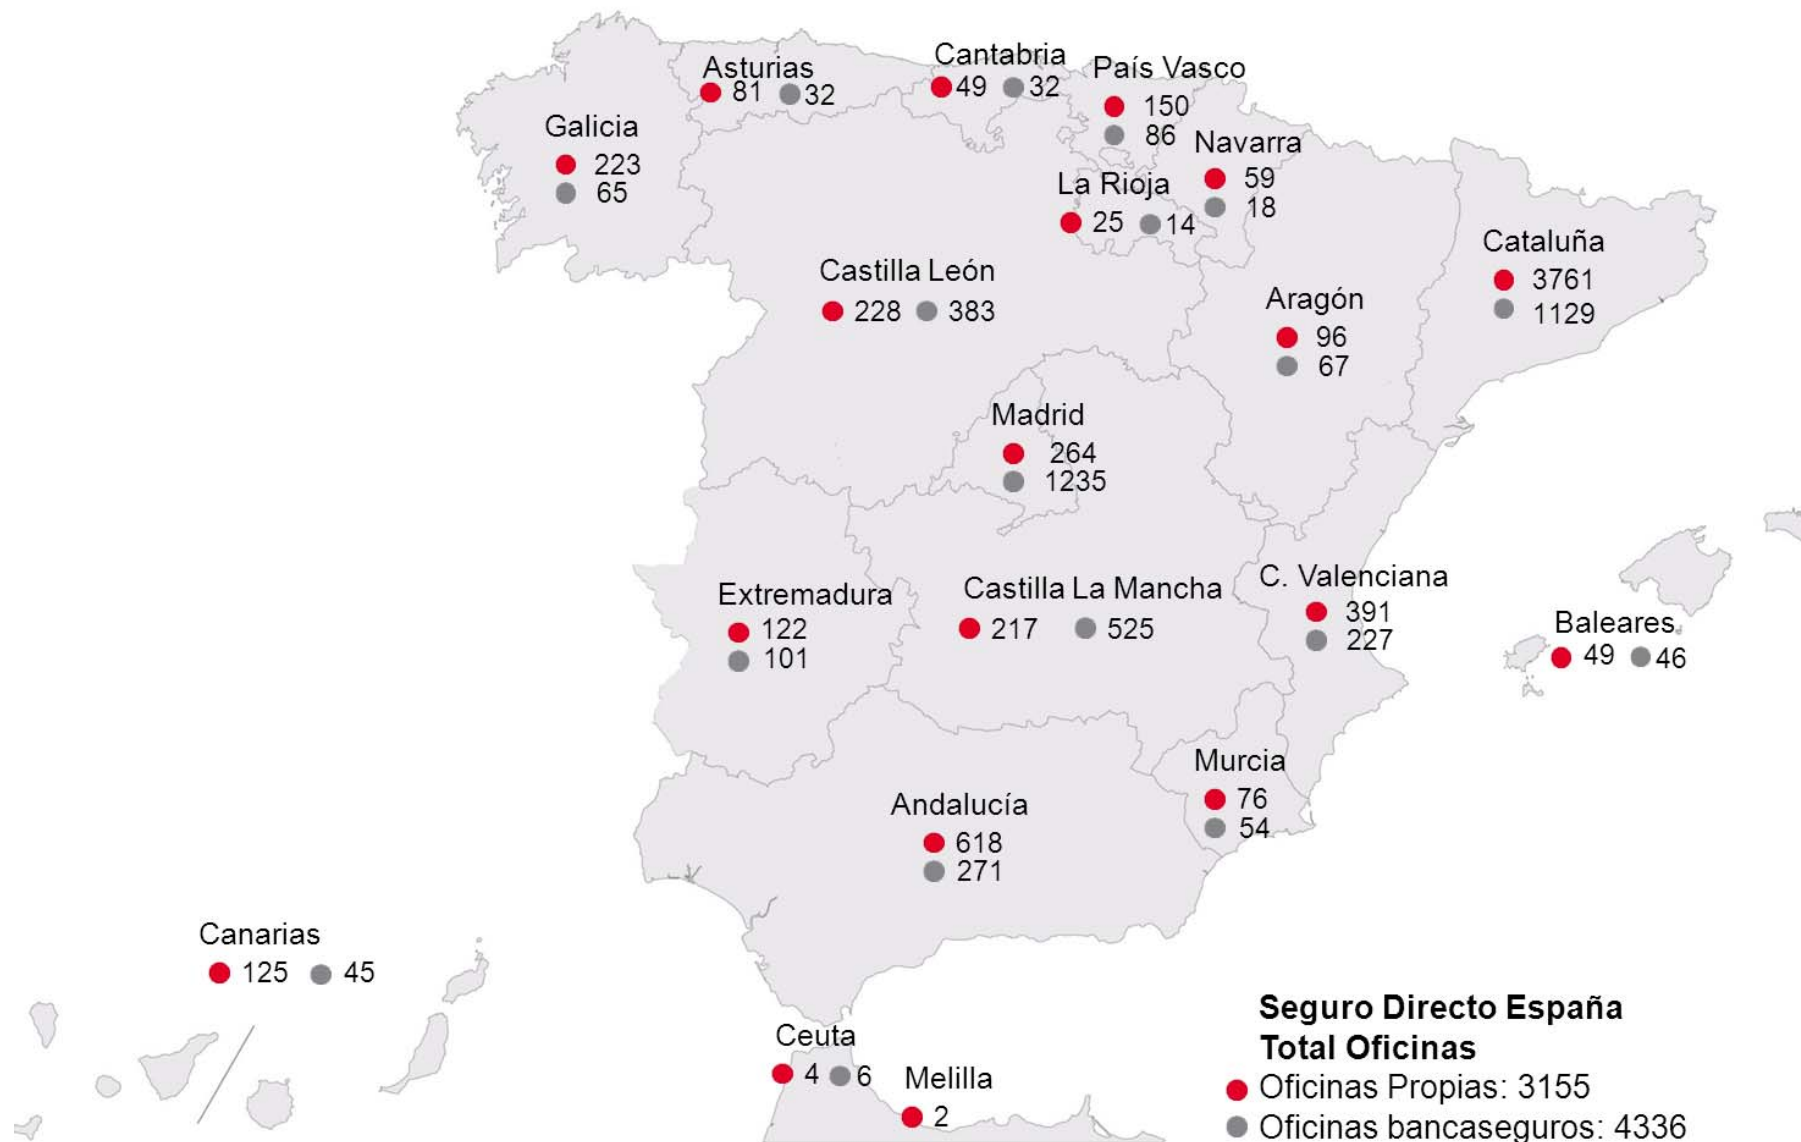 Asturias
81 32
Cantabria
49 32
País Vasco
150
86
Galicia
223
65
Navarra
59
18
La Rioja
25 14
Cataluña
3761
1129
Castilla León
228 383
Aragón
96
67
Madrid
264
1235
Extremadura
122
101
Castilla La Mancha
217 525
C. Valenciana
391
227
Baleares
49 46
Murcia
76
54
Andalucía
618
271
Canarias
125 45
Ceuta
4 6
Melilla
2
Seguro Directo España
Total Oficinas
Oficinas Propias: 3155
Oficinas bancaseguros: 4336